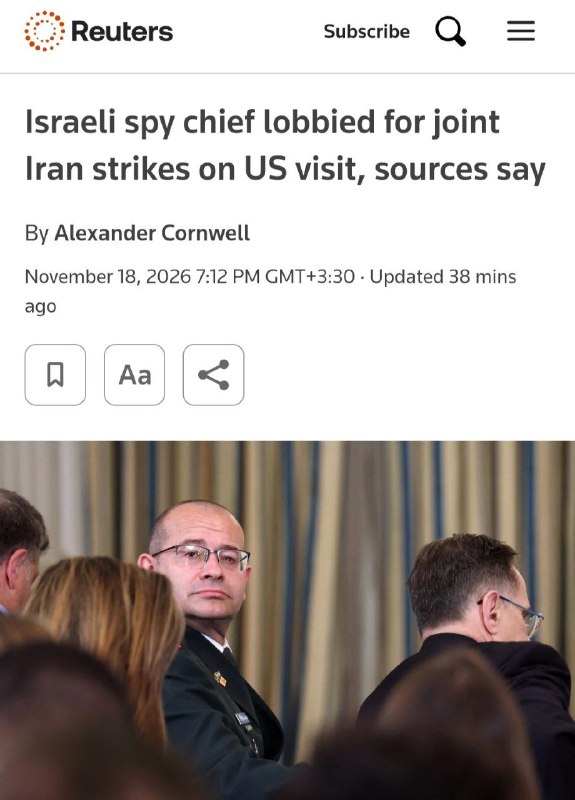 Reuters
Subscribe
Israeli spy chief lobbied for joint
Iran strikes on US visit, sources say
By Alexander Cornwell
November 18, 2026 7:12 PM GMT+3:30 · Updated 38 mins
ago
Aa